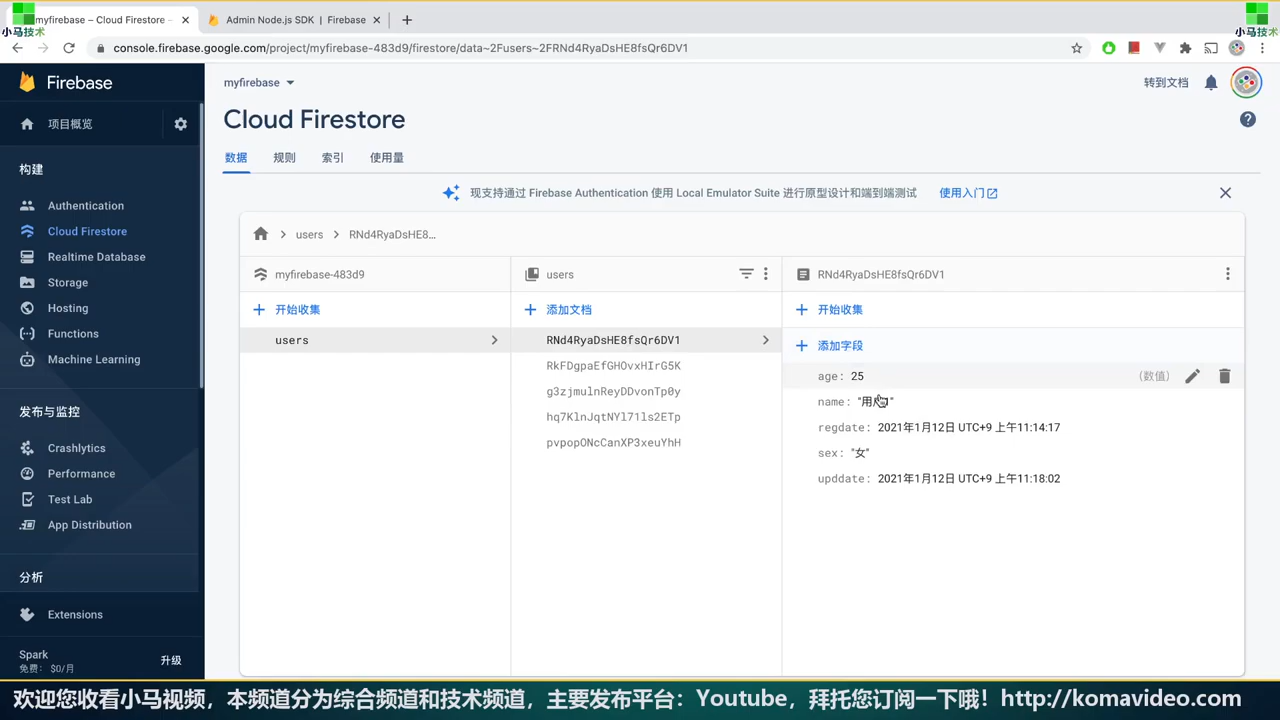 myfirebase – Cloud Firestore –
Admin Node.js SDK | Firebase
小马技术
小马技术
console.firebase.google.com/project/myfirebase-483d9/firestore/data~2Fusers~2FRNd4RyaDsHE8fsQr6DV1
Firebase
myfirebase
转到文档
项目概览
Cloud Firestore
数据
规则
索引
使用量
现支持通过 Firebase Authentication 使用 Local Emulator Suite 进行原型设计和端到端测试
使用入门
构建
Authentication
Cloud Firestore
Realtime Database
Storage
Hosting
Functions
Machine Learning
发布与监控
Crashlytics
Performance
Test Lab
App Distribution
分析
Extensions
Spark
免费: $0/月
升级
users
RNd4RyaDsHE8...
myfirebase-483d9
开始收集
users
users
添加文档
RNd4RyaDsHE8fsQr6DV1
RkFDgpaEfGHOvxHIrG5K
g3zjmulnReyDDvonTp0y
hq7KlnJqtNYl71ls2ETp
pvpopONcCanXP3xeuYhH
RNd4RyaDsHE8fsQr6DV1
开始收集
添加字段
age: 25
(数值)
name: "用
regdate: 2021年1月12日 UTC+9 上午11:14:17
sex: "女"
upddate: 2021年1月12日 UTC+9 上午11:18:02
欢迎您收看小马视频，本频道分为综合频道和技术频道，主要发布平台：Youtube，拜托您订阅一下哦！http://komavideo.com